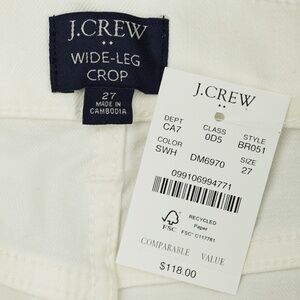 J.CREW
WIDE-LEG
CROP
27
MADE IN
CAMBODIA
J.CREW
DEPT CLASS STYLE
CA7 0D5 BR051
COLOR SIZE
SWH DM6970 27
099106994771
FSC
RECYCLED
Paper
FSC® C117781
COMPARABLE VALUE
$118.00